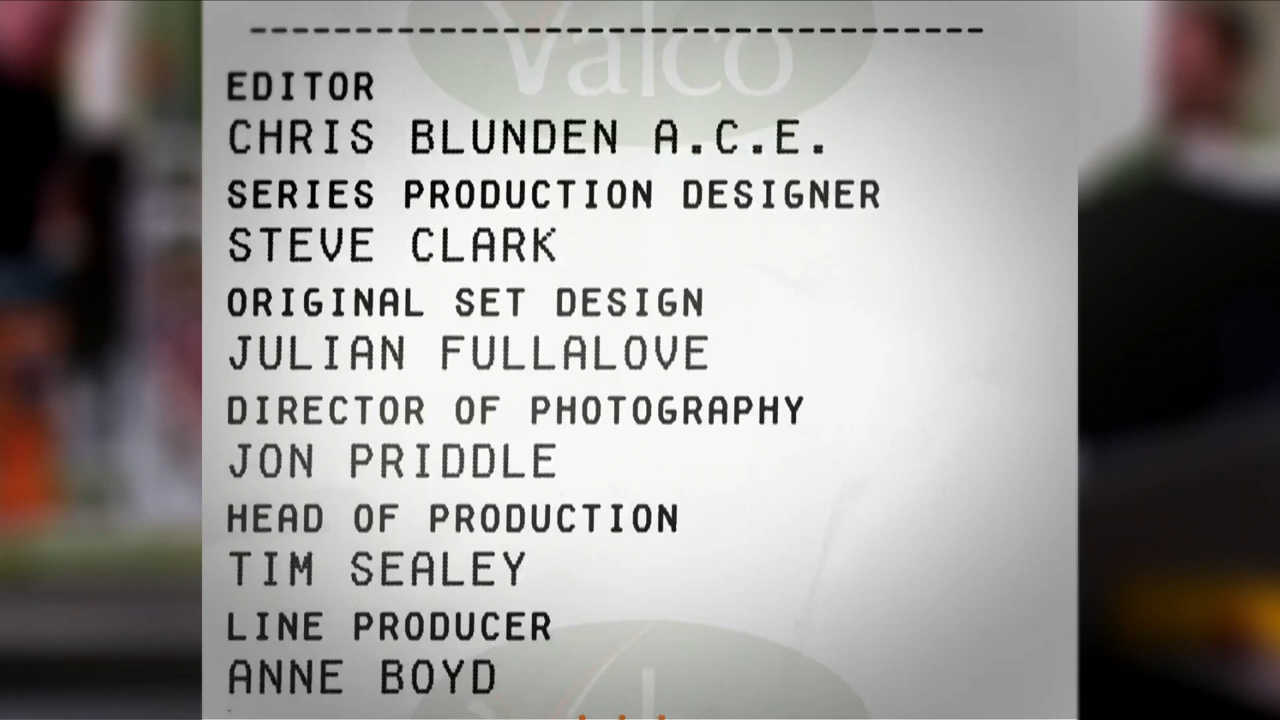 Valco
---------------------------------
EDITOR
CHRIS BLUNDEN A.C.E.
SERIES PRODUCTION DESIGNER
STEVE CLARK
ORIGINAL SET DESIGN
JULIAN FULLALOVE
DIRECTOR OF PHOTOGRAPHY
JON PRIDDLE
HEAD OF PRODUCTION
TIM SEALEY
LINE PRODUCER
ANNE BOYD